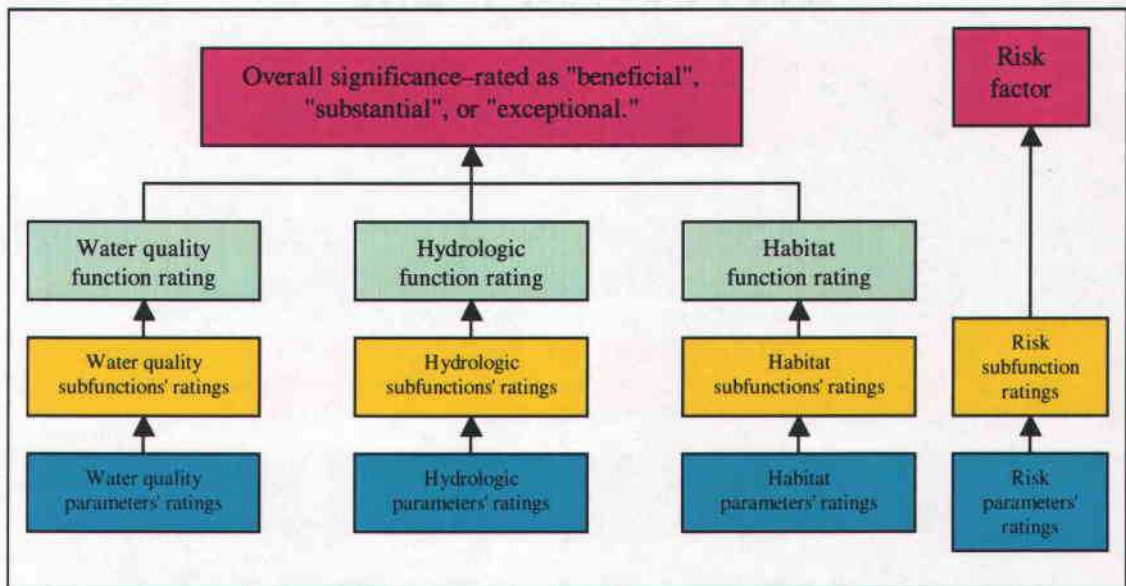 Overall significance–rated as "beneficial",
"substantial", or "exceptional."
Risk
factor
Water quality
function rating
Hydrologic
function rating
Habitat
function rating
Water quality
subfunctions' ratings
Hydrologic
subfunctions' ratings
Habitat
subfunctions' ratings
Risk
subfunction
ratings
Water quality
parameters' ratings
Hydrologic
parameters' ratings
Habitat
parameters' ratings
Risk
parameters'
ratings